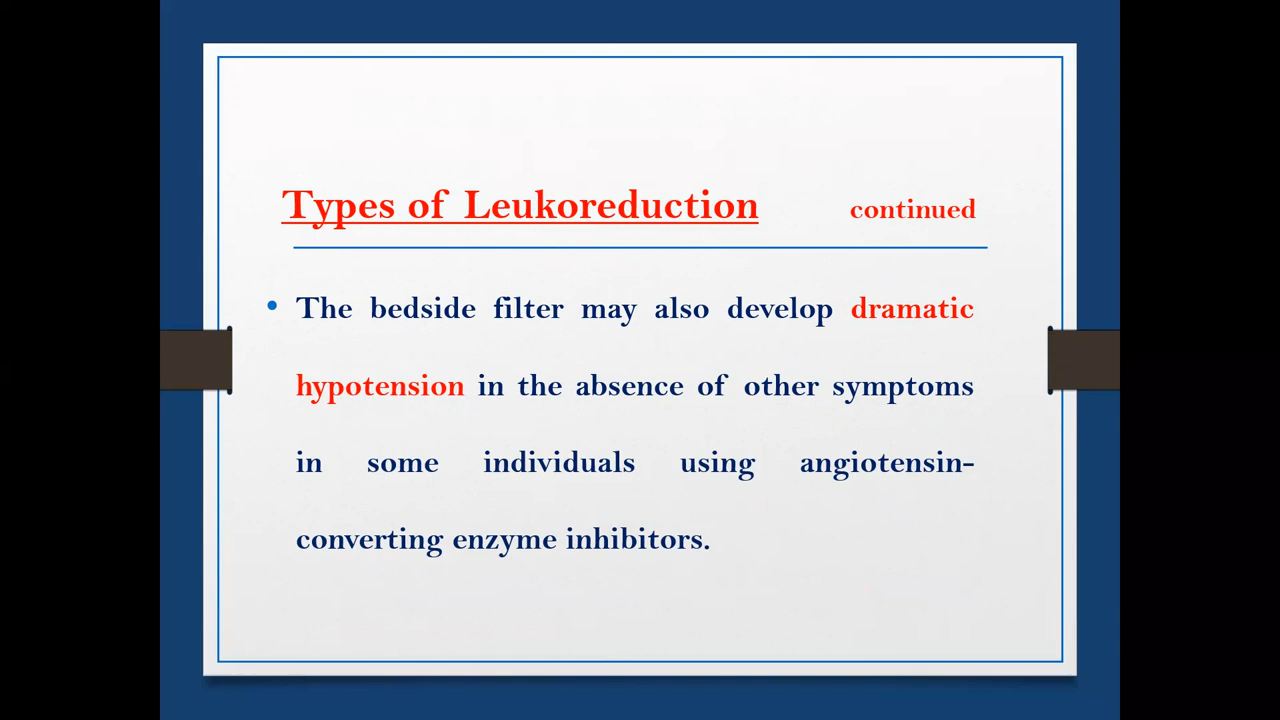 Types of Leukoreduction continued
• The bedside filter may also develop dramatic
hypotension in the absence of other symptoms
in some individuals using angiotensin-
converting enzyme inhibitors.